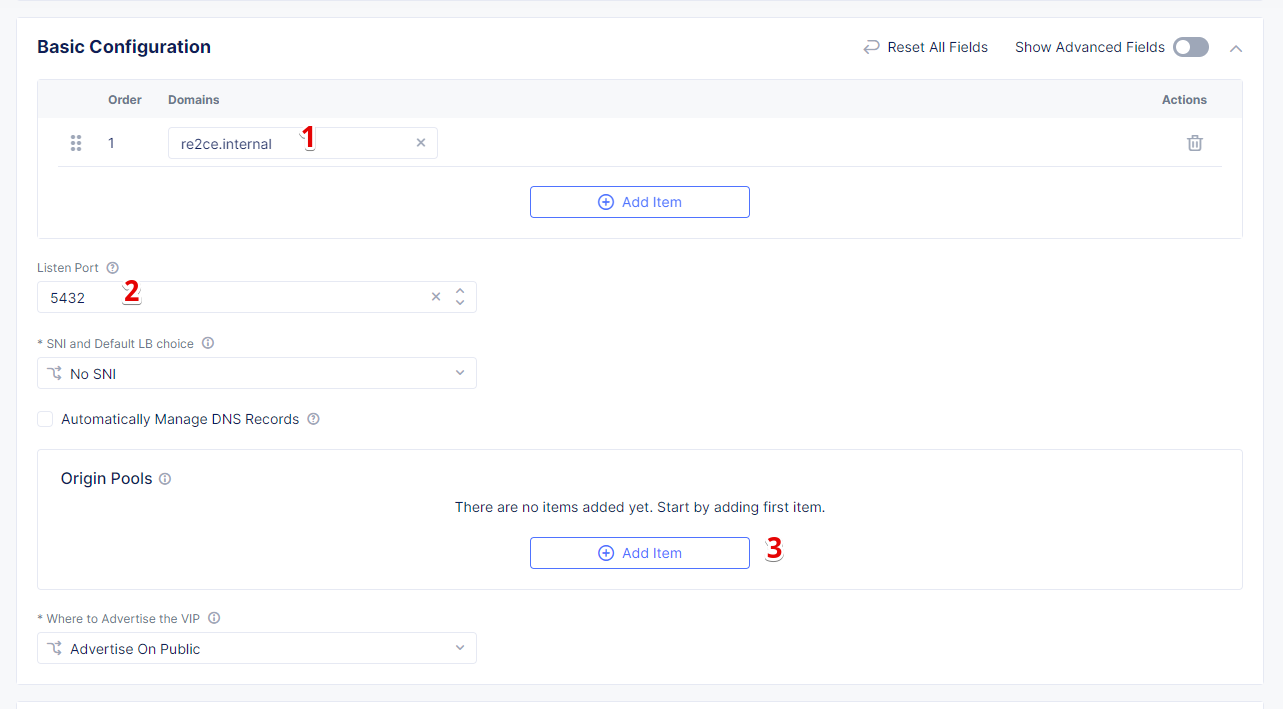 Basic Configuration Reset All Fields Show Advanced Fields
Order Domains Actions
1 re2ce.internal 1
Add Item
Listen Port
5432 2
* SNI and Default LB choice
No SNI
Automatically Manage DNS Records
Origin Pools
There are no items added yet. Start by adding first item.
Add Item 3
* Where to Advertise the VIP
Advertise On Public